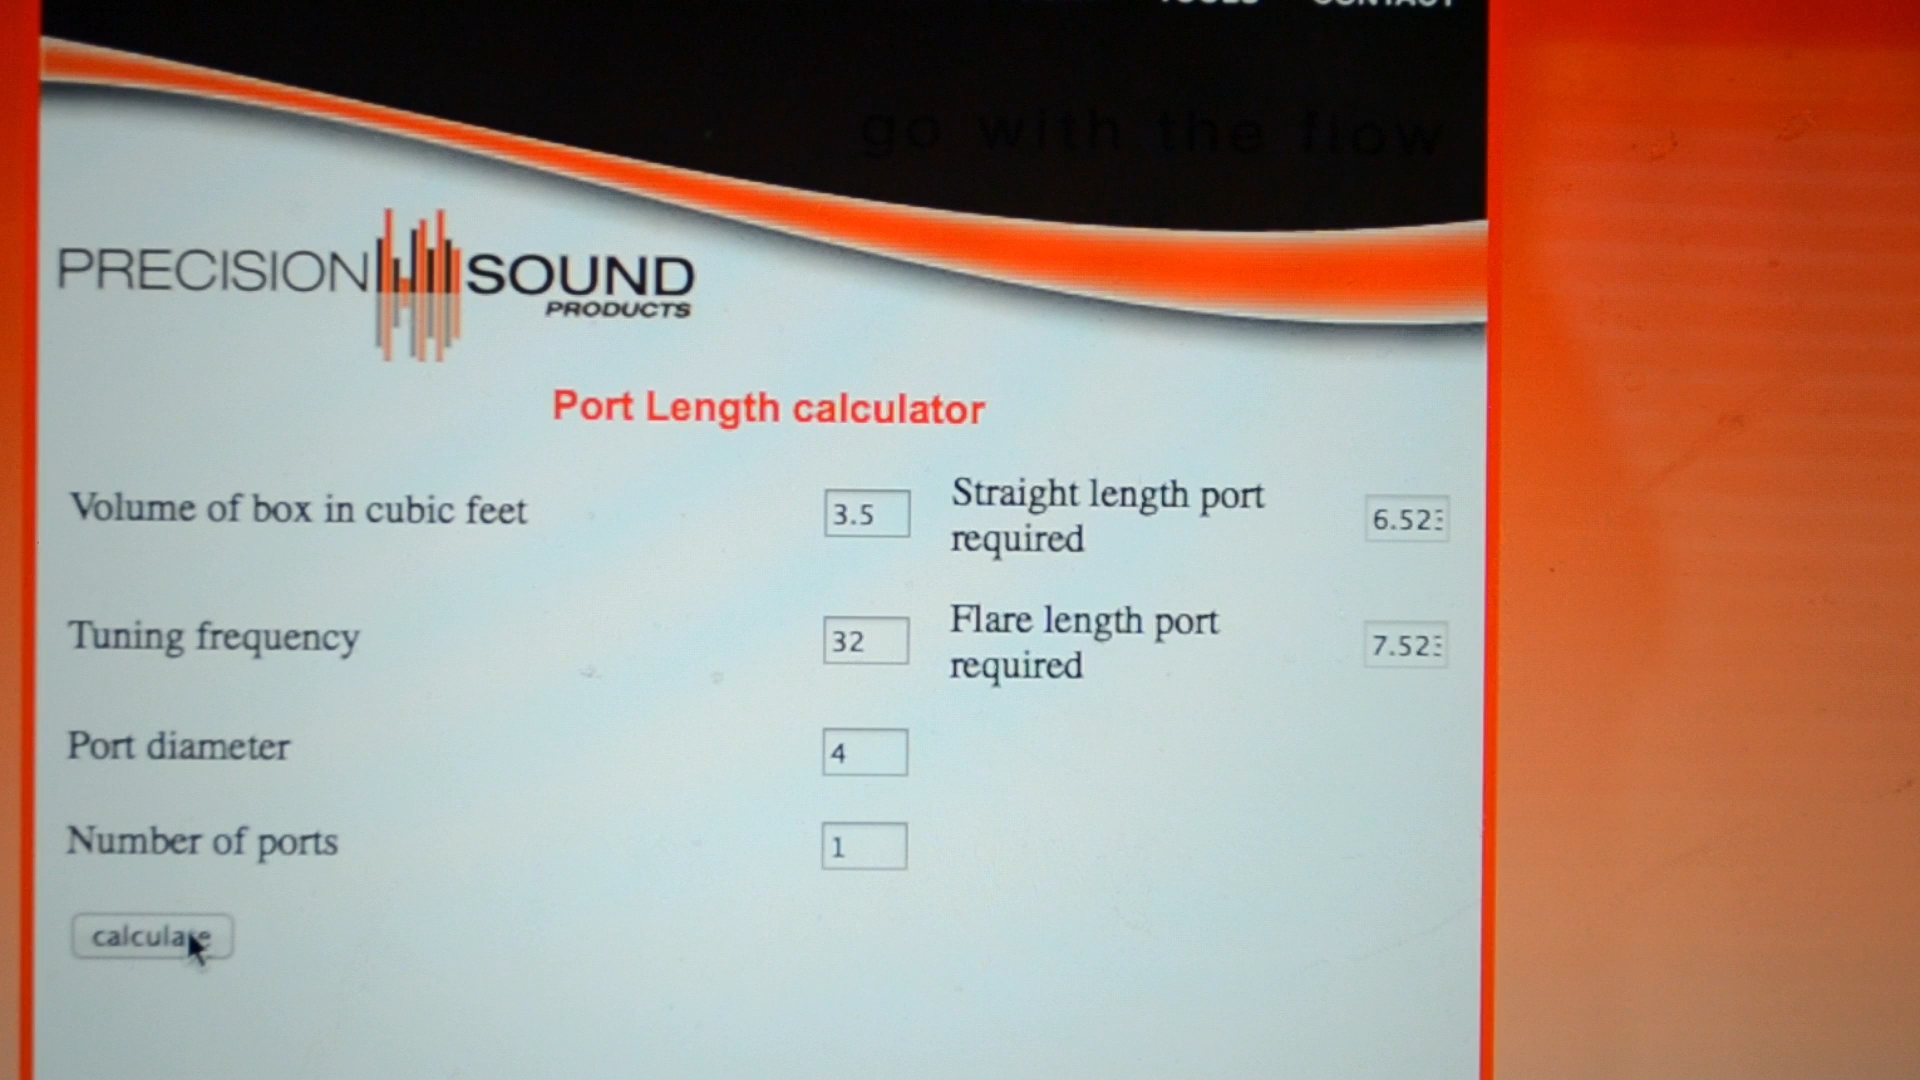 TOOLS CONTACT
go with the flow
PRECISION SOUND
PRODUCTS
Port Length calculator
Volume of box in cubic feet 3.5 Straight length port required 6.52
Tuning frequency 32 Flare length port required 7.52
Port diameter 4
Number of ports 1
calculate